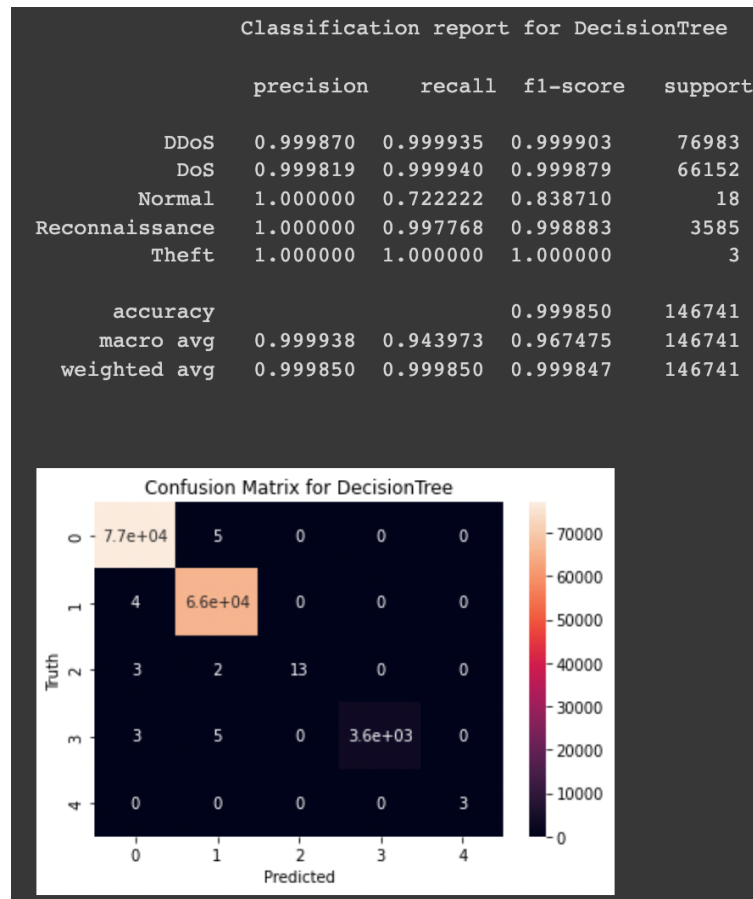 Classification report for DecisionTree
precision recall f1-score support
DDoS 0.999870 0.999935 0.999903 76983
DoS 0.999819 0.999940 0.999879 66152
Normal 1.000000 0.722222 0.838710 18
Reconnaissance 1.000000 0.997768 0.998883 3585
Theft 1.000000 1.000000 1.000000 3
accuracy 0.999850 146741
macro avg 0.999938 0.943973 0.967475 146741
weighted avg 0.999850 0.999850 0.999847 146741
Confusion Matrix for DecisionTree
0 7.7e+04 5 0 0 0
1 4 6.6e+04 0 0 0
2 3 2 13 0 0
3 3 5 0 3.6e+03 0
4 0 0 0 0 3
0 1 2 3 4
Truth
Predicted
70000
60000
50000
40000
30000
20000
10000
0